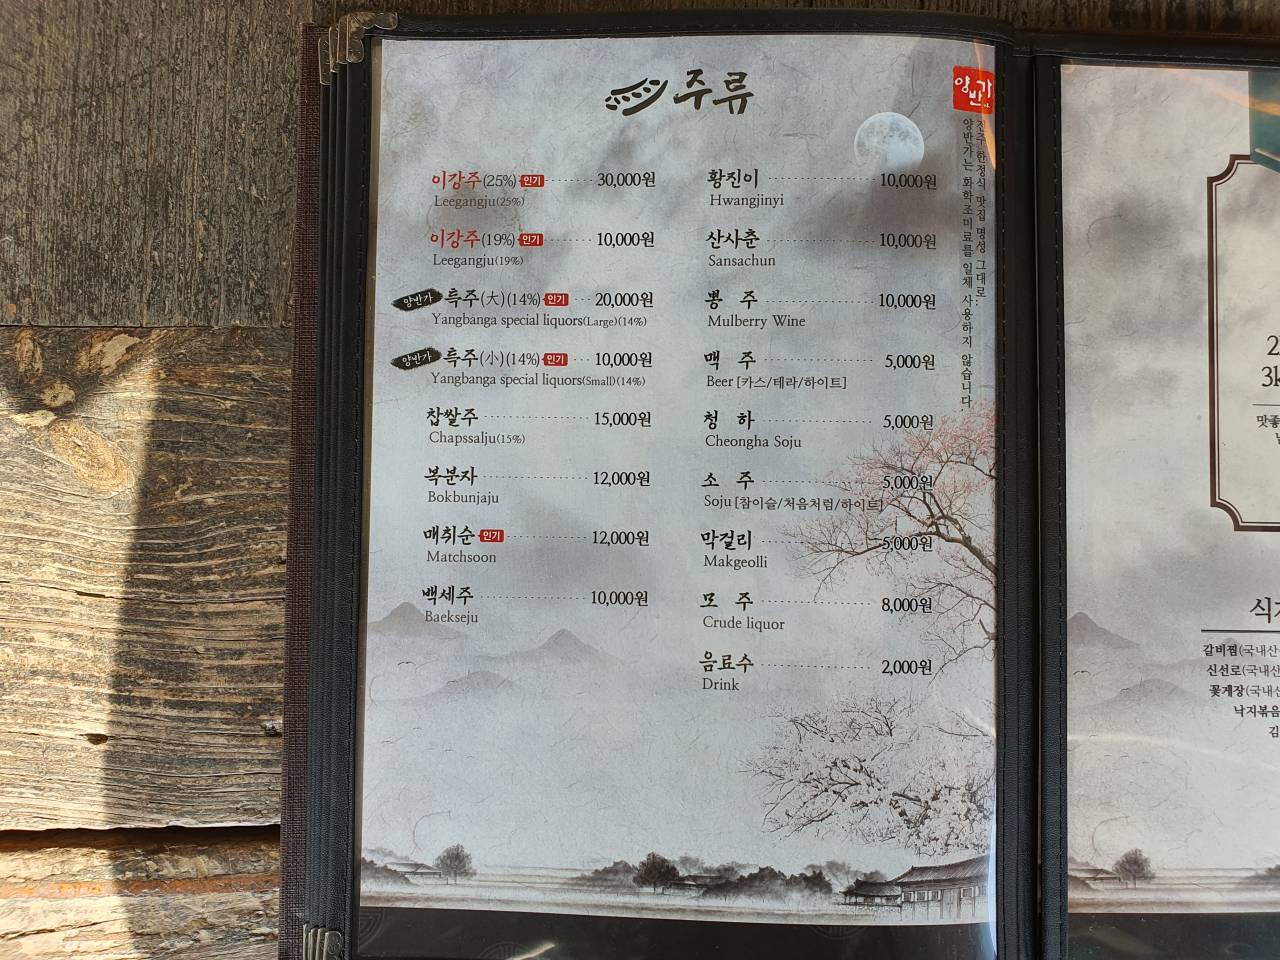 주류
이강주(25%) 인기 30,000원
Leegangju(25%)
이강주(19%) 인기 10,000원
Leegangju(19%)
양반가 특주(大)(14%) 인기 20,000원
Yangbanga special liquors(Large)(14%)
양반가 특주(小)(14%) 인기 10,000원
Yangbanga special liquors(Small)(14%)
찹쌀주 15,000원
Chapssalju(15%)
복분자 12,000원
Bokbunjaju
매취순 인기 12,000원
Matchsoon
백세주 10,000원
Baekseju
황진이 10,000원
Hwangjinyi
산사춘 10,000원
Sansachun
뽕 주 10,000원
Mulberry Wine
맥 주 5,000원
Beer [카스/테라/하이트]
청 하 5,000원
Cheongha Soju
소 주 5,000원
Soju [참이슬/처음처럼/하이트]
막걸리 5,000원
Makgeolli
모 주 8,000원
Crude liquor
음료수 2,000원
Drink
양반가
전주 한정식 맛집 명성 그대로..
양반가는 화학조미료를 일체 사용하지 않습니다.
2
3k
맛좋
갈비찜(국내산
신선로(국내산
꽃게장(국내산
낙지볶음
김